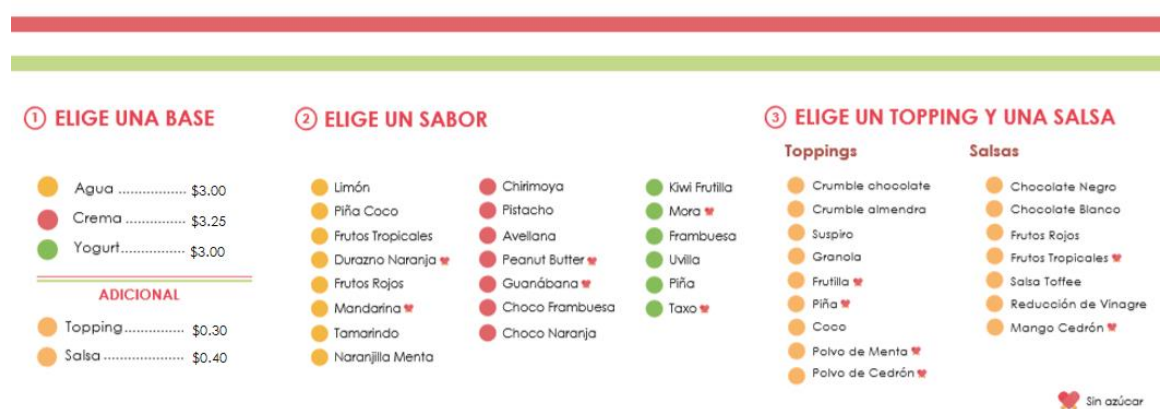 1 ELIGE UNA BASE
Agua ................ $3.00
Crema .............. $3.25
Yogurt................ $3.00
ADICIONAL
Topping............... $0.30
Salsa .................... $0.40
2 ELIGE UN SABOR
Limón
Piña Coco
Frutos Tropicales
Durazno Naranja
Frutos Rojos
Mandarina
Tamarindo
Naranjilla Menta
Chirimoya
Pistacho
Avellana
Peanut Butter
Guanábana
Choco Frambuesa
Choco Naranja
Kiwi Frutilla
Mora
Frambuesa
Uvilla
Piña
Taxo
3 ELIGE UN TOPPING Y UNA SALSA
Toppings
Crumble chocolate
Crumble almendra
Suspiro
Granola
Frutilla
Piña
Coco
Polvo de Menta
Polvo de Cedrón
Salsas
Chocolate Negro
Chocolate Blanco
Frutos Rojos
Frutos Tropicales
Salsa Toffee
Reducción de Vinagre
Mango Cedrón
Sin azúcar